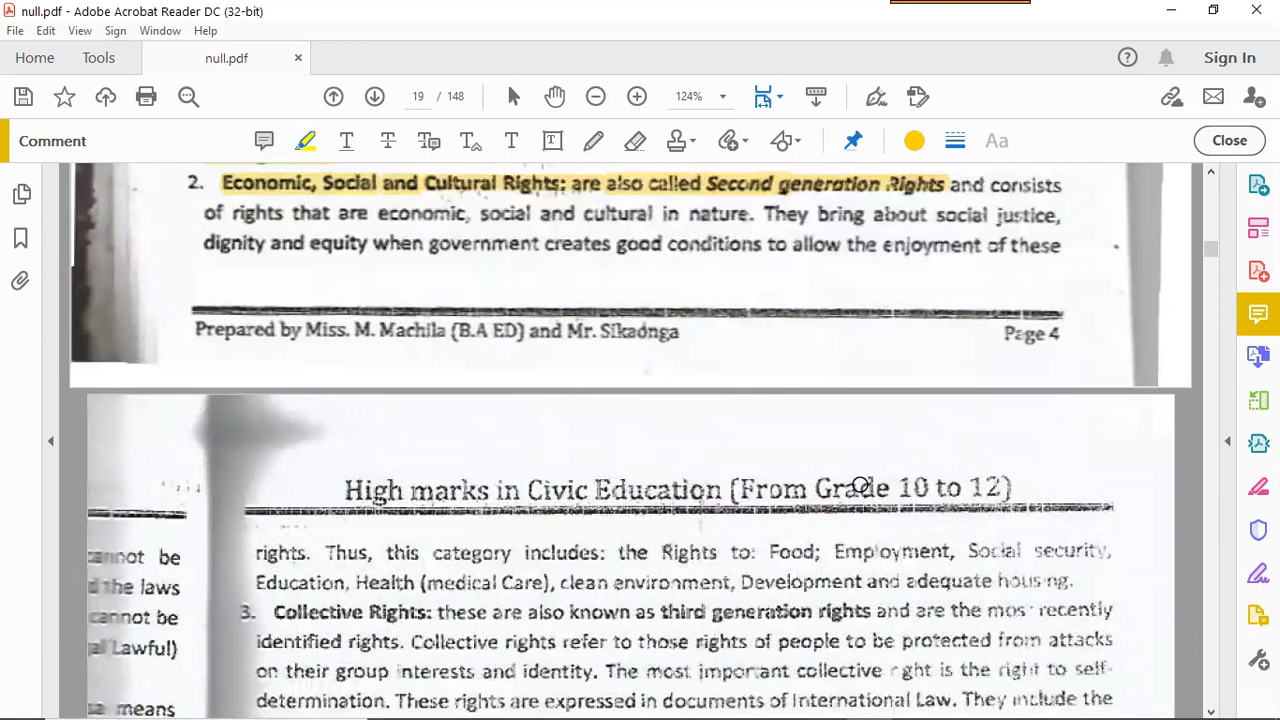 null.pdf - Adobe Acrobat Reader DC (32-bit)
File Edit View Sign Window Help
Home Tools null.pdf × ? Sign In
19 / 148 124%
Comment T T T T T Aa Close
2. Economic, Social and Cultural Rights: are also called Second generation Rights and consists
of rights that are economic, social and cultural in nature. They bring about social justice,
dignity and equity when government creates good conditions to allow the enjoyment of these
Prepared by Miss. M. Machila (B.A ED) and Mr. Sikaonga Page 4
High marks in Civic Education (From Grade 10 to 12)
rights. Thus, this category includes: the Rights to: Food; Employment, Social security,
Education, Health (medical Care), clean environment, Development and adequate housing.
3. Collective Rights: these are also known as third generation rights and are the most recently
identified rights. Collective rights refer to those rights of people to be protected from attacks
on their group interests and identity. The most important collective right is the right to self-
determination. These rights are expressed in documents of International Law. They include the
cannot be
the laws
cannot be
Lawful)
means